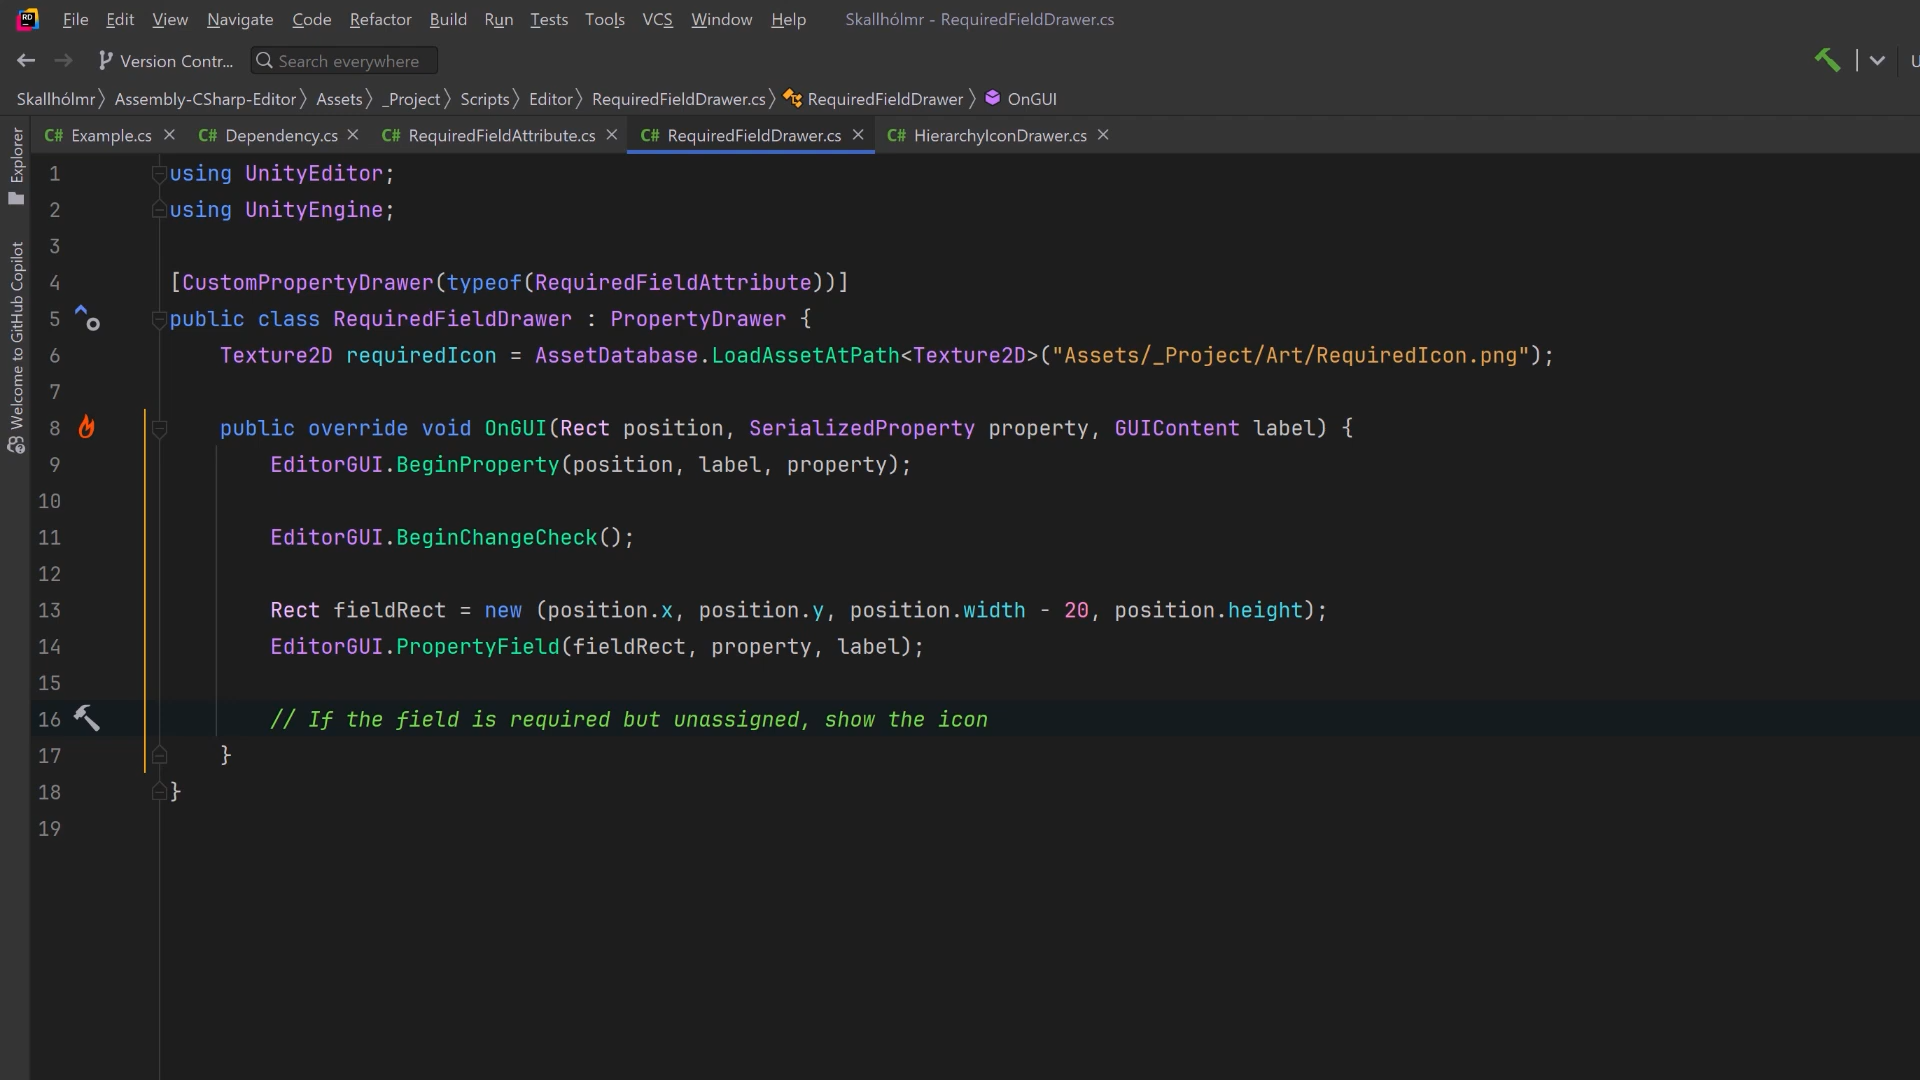 File Edit View Navigate Code Refactor Build Run Tests Tools VCS Window Help Skallhólmr - RequiredFieldDrawer.cs
Version Contr... Search everywhere
Skallhólmr Assembly-CSharp-Editor Assets _Project Scripts Editor RequiredFieldDrawer.cs RequiredFieldDrawer OnGUI
C# Example.cs C# Dependency.cs C# RequiredFieldAttribute.cs C# RequiredFieldDrawer.cs C# HierarchyIconDrawer.cs
Explorer
Welcome to GitHub Copilot
1 using UnityEditor;
2 using UnityEngine;
3
4 [CustomPropertyDrawer(typeof(RequiredFieldAttribute))]
5 public class RequiredFieldDrawer : PropertyDrawer {
6 Texture2D requiredIcon = AssetDatabase.LoadAssetAtPath<Texture2D>("Assets/_Project/Art/RequiredIcon.png");
7
8 public override void OnGUI(Rect position, SerializedProperty property, GUIContent label) {
9 EditorGUI.BeginProperty(position, label, property);
10
11 EditorGUI.BeginChangeCheck();
12
13 Rect fieldRect = new (position.x, position.y, position.width - 20, position.height);
14 EditorGUI.PropertyField(fieldRect, property, label);
15
16 // If the field is required but unassigned, show the icon
17 }
18 }
19